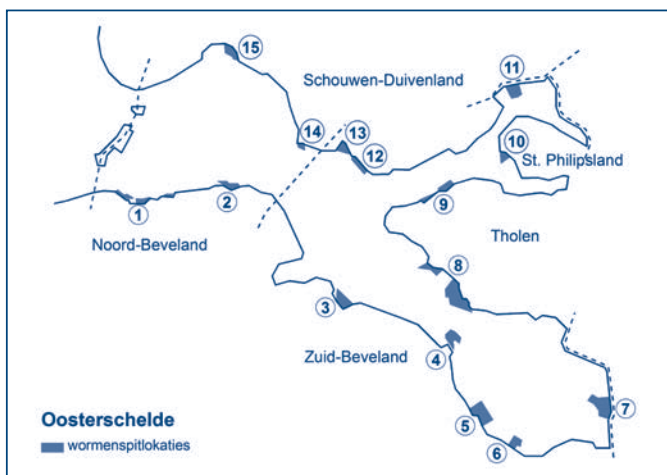 15
Schouwen-Duivenland
11
14
13
12
10
St. Philipsland
1
2
9
Noord-Beveland
Tholen
8
3
Zuid-Beveland
4
Oosterschelde
5
7
wormenspitlokaties
6